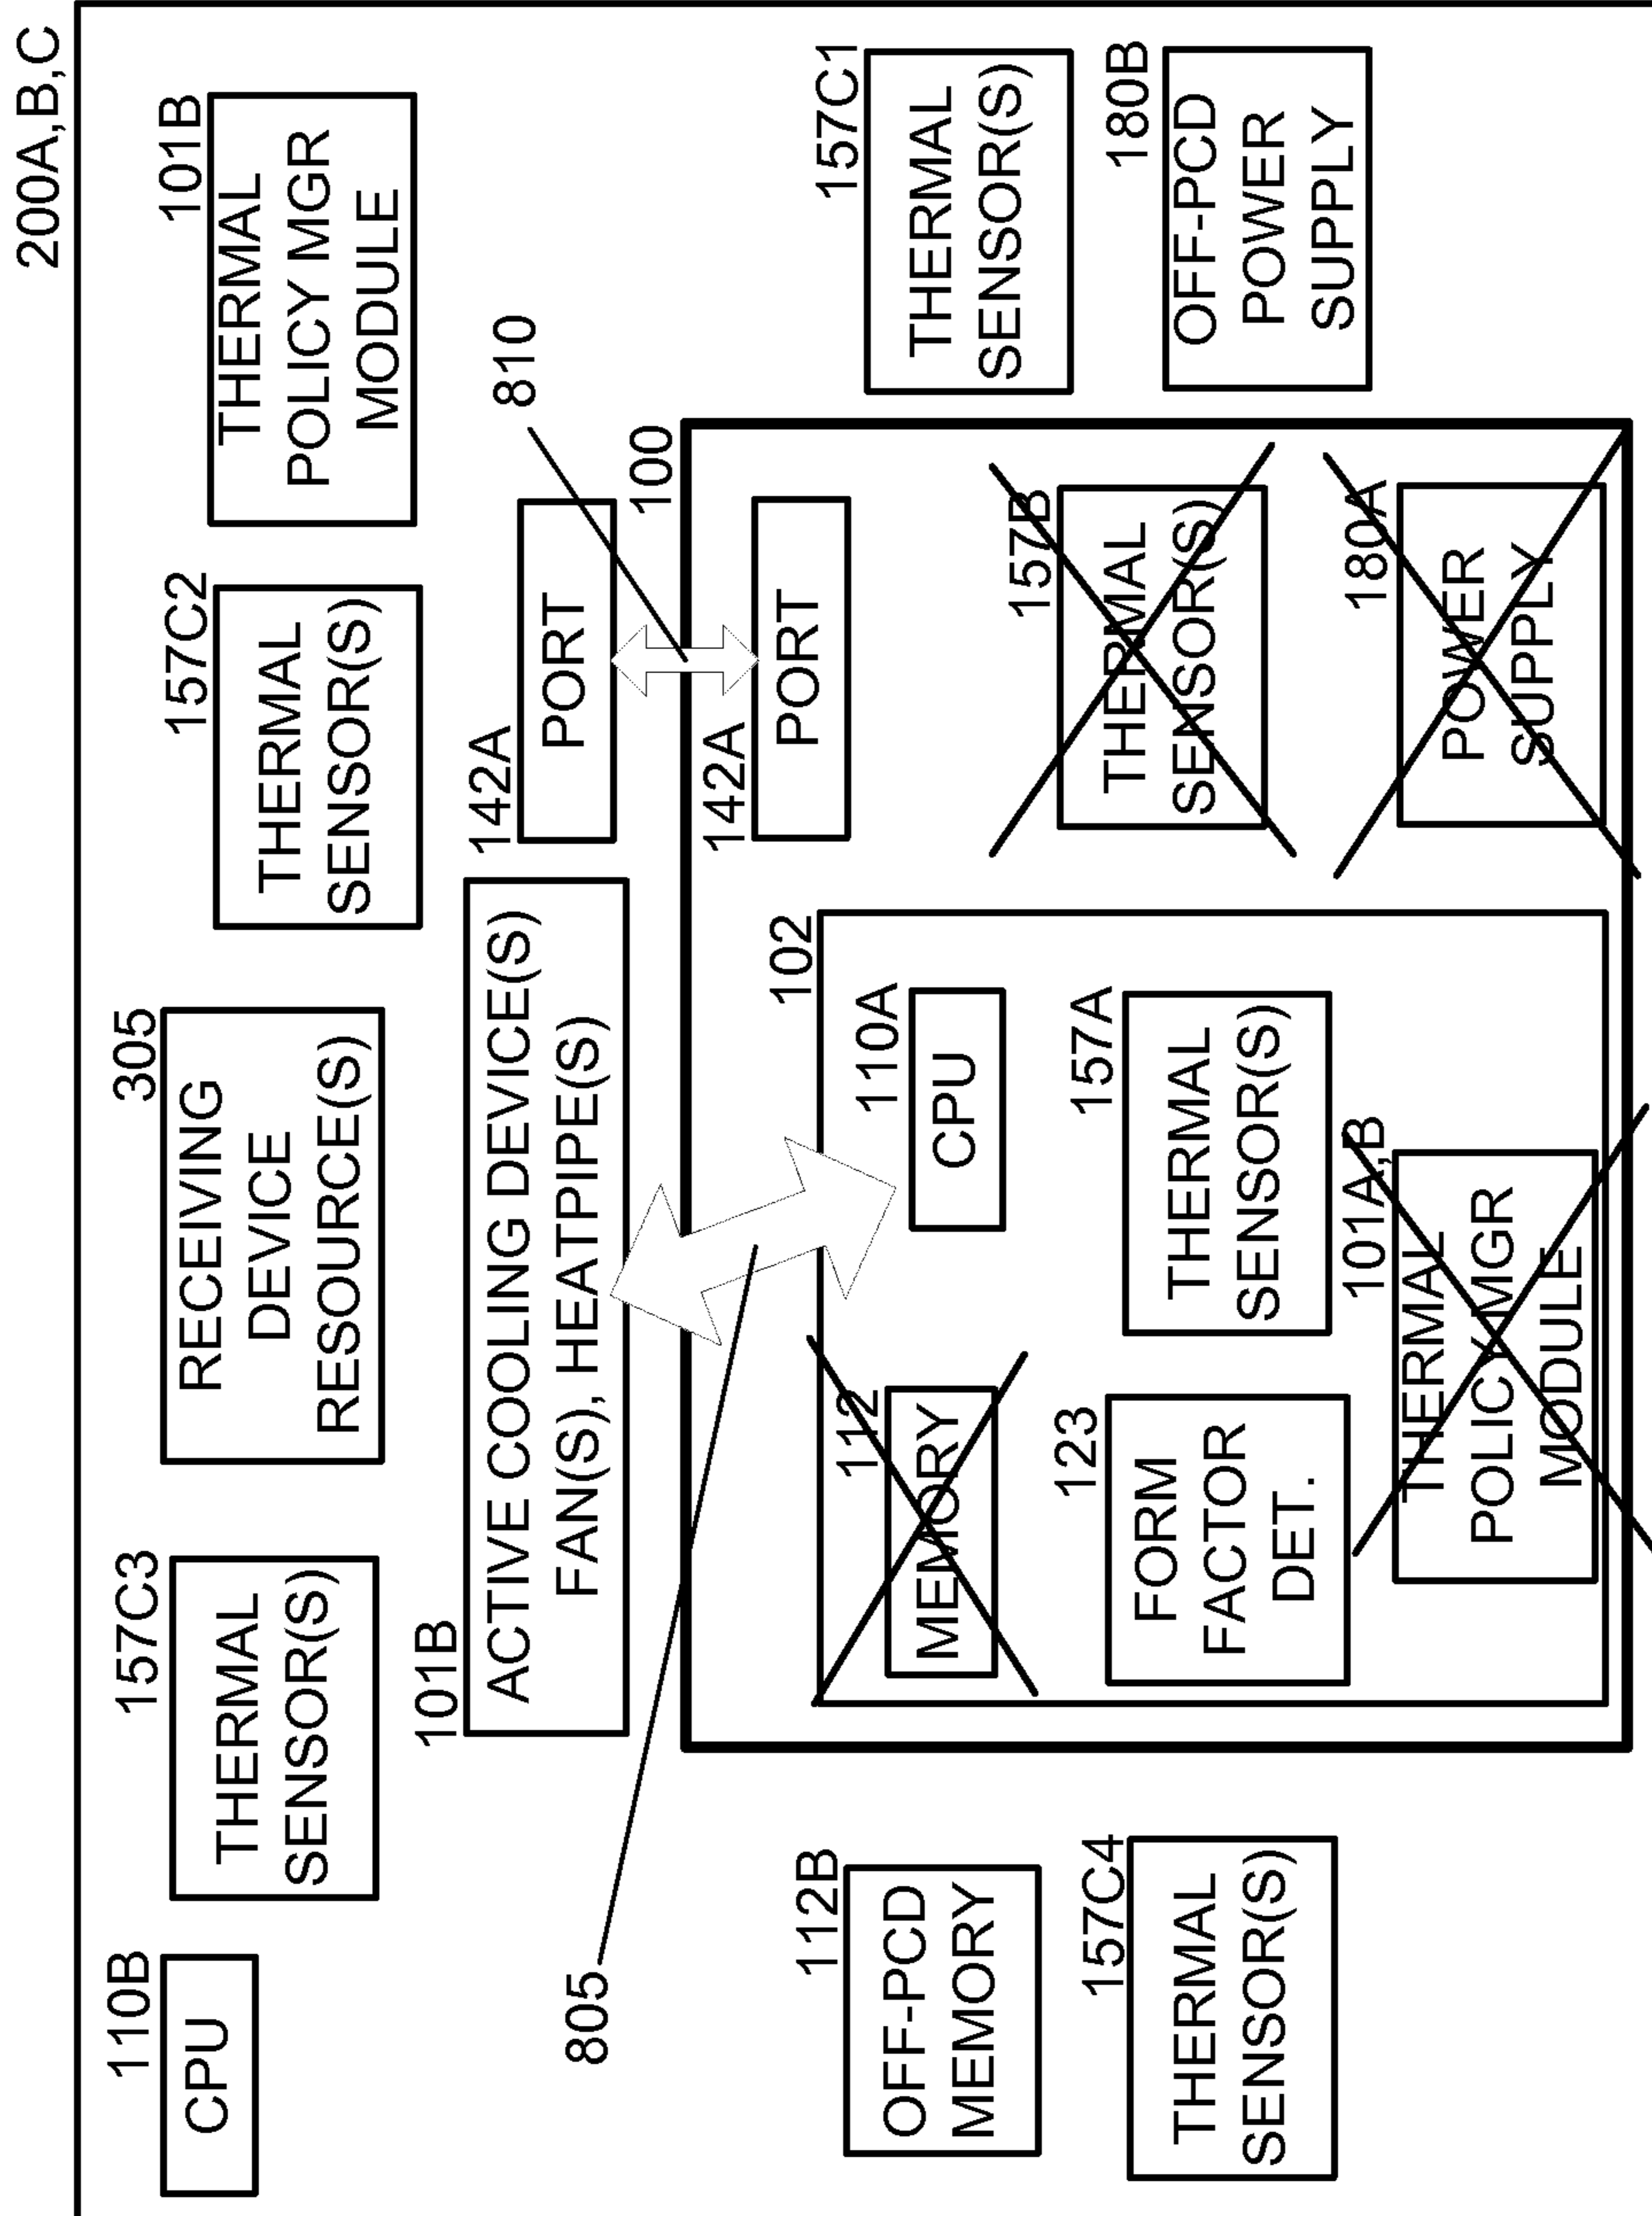 200A,B,C
110B
CPU
157C3
THERMAL
SENSOR(S)
305
RECEIVING
DEVICE
RESOURCE(S)
157C2
THERMAL
SENSOR(S)
101B
THERMAL
POLICY MGR
MODULE
101B
ACTIVE COOLING DEVICE(S)
FAN(S), HEATPIPE(S)
142A
PORT
810
805
100
142A
PORT
102
112
MEMORY
110A
CPU
123
FORM
FACTOR
DET.
157A
THERMAL
SENSOR(S)
101A,B
THERMAL
POLICY MGR
MODULE
157B
THERMAL
SENSOR(S)
180A
POWER
SUPPLY
112B
OFF-PCD
MEMORY
157C4
THERMAL
SENSOR(S)
157C1
THERMAL
SENSOR(S)
180B
OFF-PCD
POWER
SUPPLY